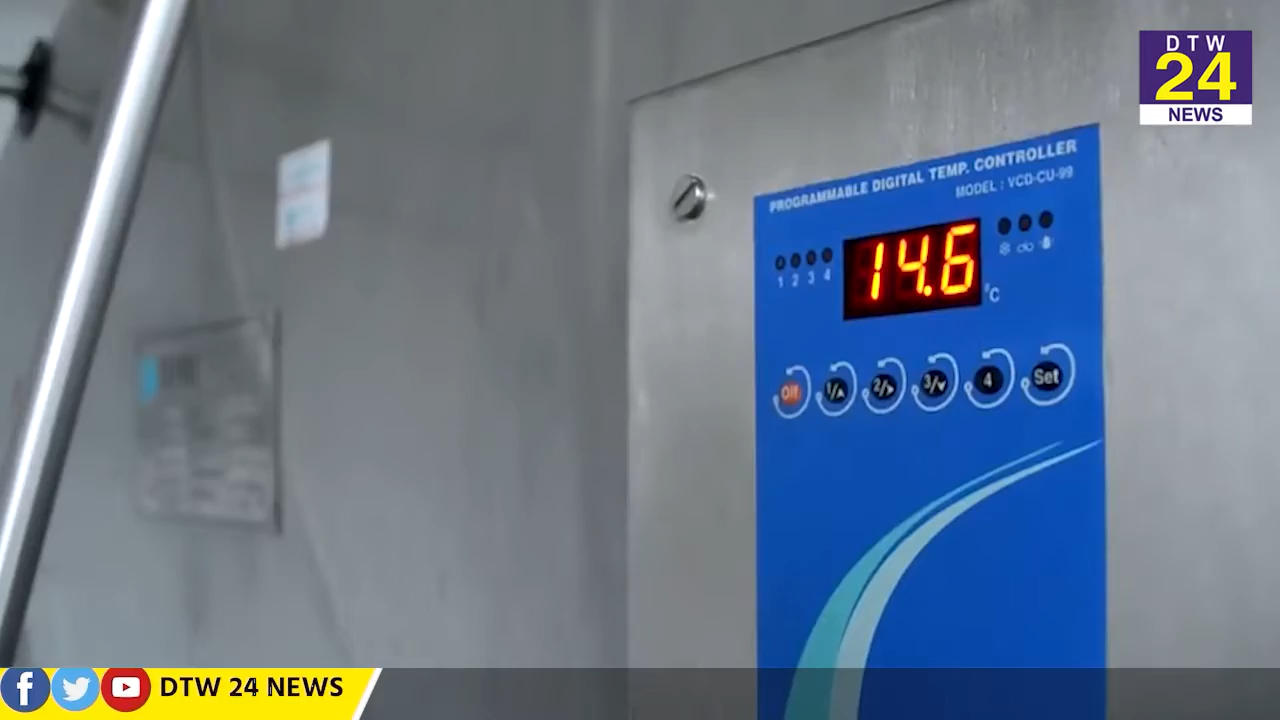 DTW
24
NEWS
PROGRAMMABLE DIGITAL TEMP. CONTROLLER
MODEL : VCD-CU-99
14.6
°C
1 2 3 4
Off 1/▲ 2/▶ 3/▼ 4 Set
DTW 24 NEWS